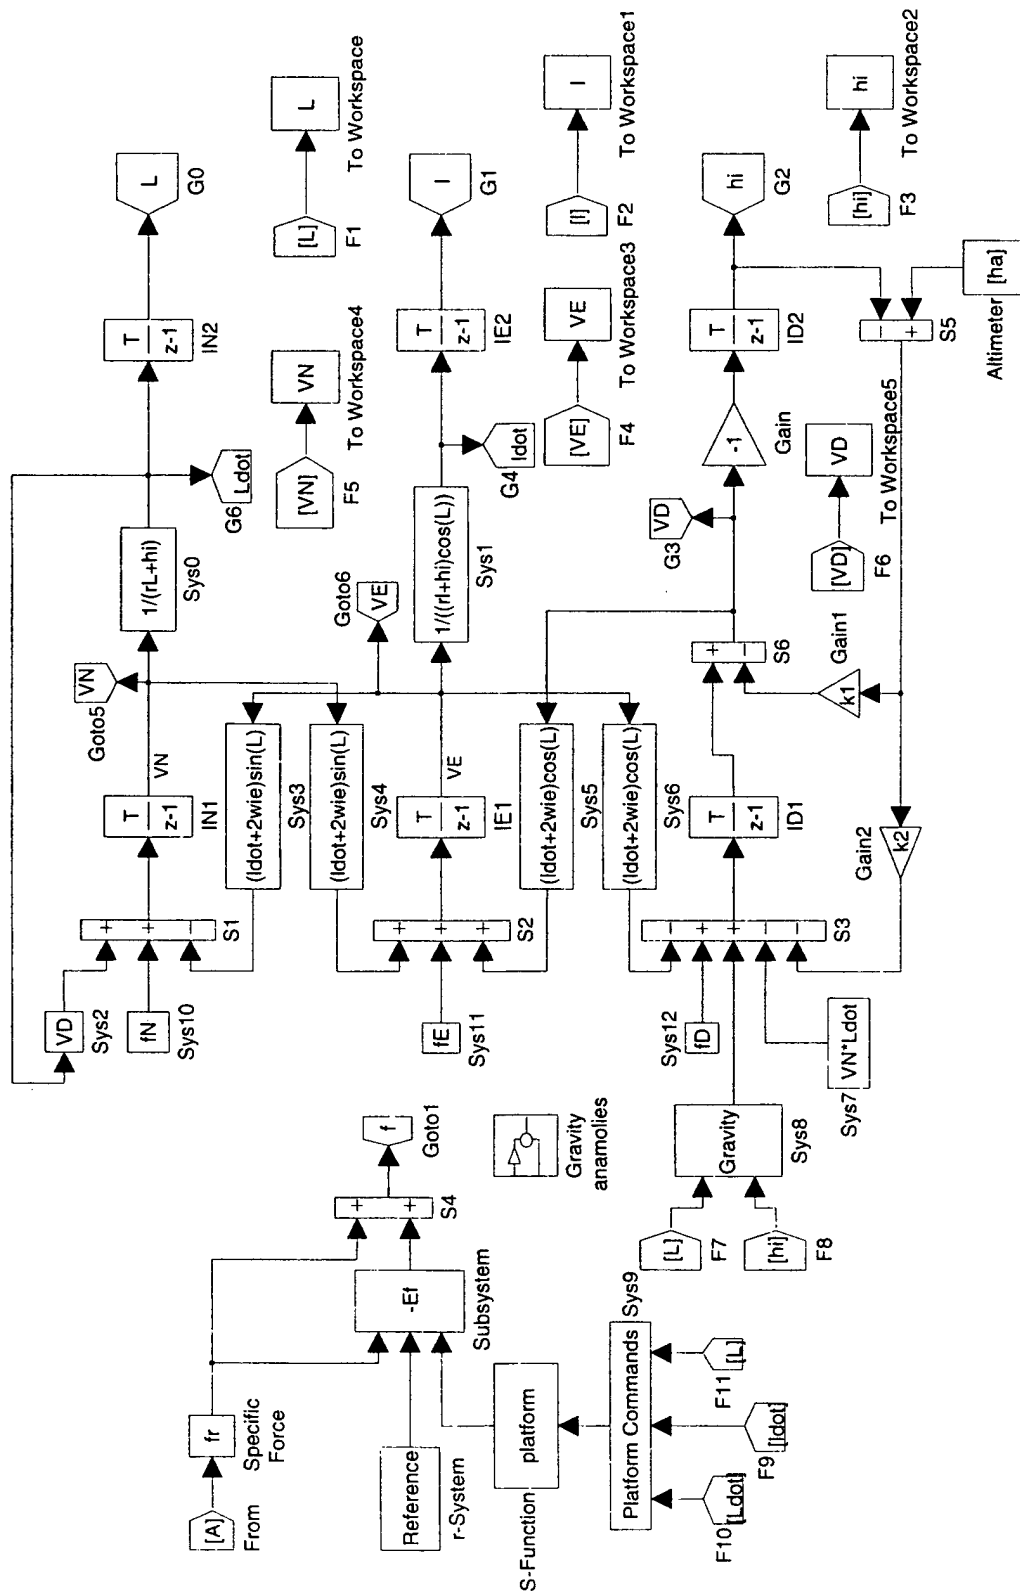 [A]
From
fr
Specific
Force
Reference
r-System
S-Function
platform
F10
[Ldot]
F9
[ldot]
F11
[L]
Platform Commands
Sys9
-Ef
Subsystem
+
+
S4
f
Goto1
Gravity
anamolies
[L]
F7
[hi]
F8
Gravity
Sys8
VN*Ldot
Sys7
VD
Sys2
fN
Sys10
+
+
−
S1
T
z-1
IN1
VN
VN
Goto5
1/(rL+hi)
Sys0
Ldot
G6
T
z-1
IN2
L
G0
(ldot+2wie)sin(L)
Sys3
(ldot+2wie)sin(L)
Sys4
fE
Sys11
+
+
+
S2
T
z-1
IE1
VE
VE
Goto6
1/((rl+hi)cos(L))
Sys1
ldot
G4
T
z-1
IE2
l
G1
(ldot+2wie)cos(L)
Sys5
(ldot+2wie)cos(L)
Sys6
Sys12
fD
−
+
+
−
−
S3
T
z-1
ID1
+
−
S6
VD
G3
-1
Gain
T
z-1
ID2
hi
G2
k2
Gain2
k1
Gain1
−
+
S5
[ha]
Altimeter
[VN]
F5
VN
To Workspace4
[L]
F1
L
To Workspace
[VE]
F4
VE
To Workspace3
[l]
F2
l
To Workspace1
[VD]
F6
VD
To Workspace5
[hi]
F3
hi
To Workspace2